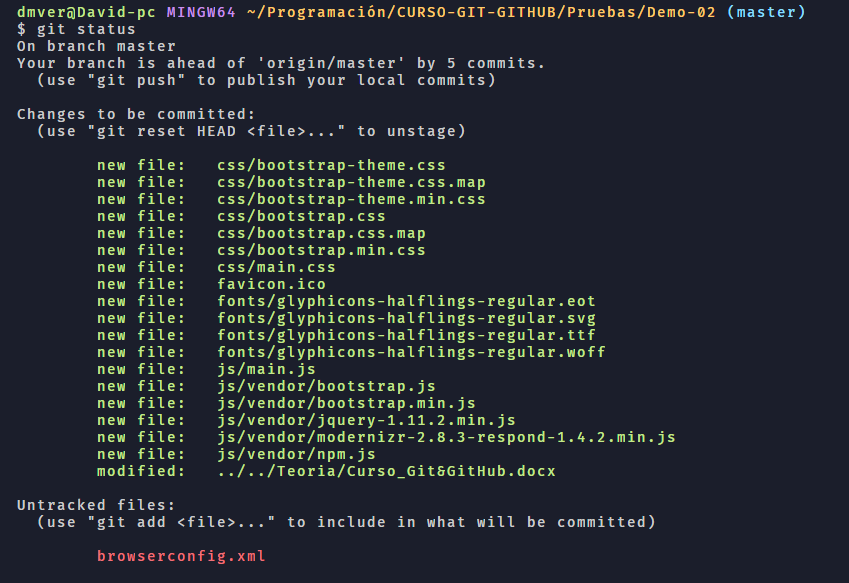 dmver@David-pc MINGW64 ~/Programación/CURSO-GIT-GITHUB/Pruebas/Demo-02 (master)
$ git status
On branch master
Your branch is ahead of 'origin/master' by 5 commits.
  (use "git push" to publish your local commits)
Changes to be committed:
  (use "git reset HEAD <file>..." to unstage)
        new file:   css/bootstrap-theme.css
        new file:   css/bootstrap-theme.css.map
        new file:   css/bootstrap-theme.min.css
        new file:   css/bootstrap.css
        new file:   css/bootstrap.css.map
        new file:   css/bootstrap.min.css
        new file:   css/main.css
        new file:   favicon.ico
        new file:   fonts/glyphicons-halflings-regular.eot
        new file:   fonts/glyphicons-halflings-regular.svg
        new file:   fonts/glyphicons-halflings-regular.ttf
        new file:   fonts/glyphicons-halflings-regular.woff
        new file:   js/main.js
        new file:   js/vendor/bootstrap.js
        new file:   js/vendor/bootstrap.min.js
        new file:   js/vendor/jquery-1.11.2.min.js
        new file:   js/vendor/modernizr-2.8.3-respond-1.4.2.min.js
        new file:   js/vendor/npm.js
        modified:   ../../Teoria/Curso_Git&GitHub.docx
Untracked files:
  (use "git add <file>..." to include in what will be committed)
        browserconfig.xml